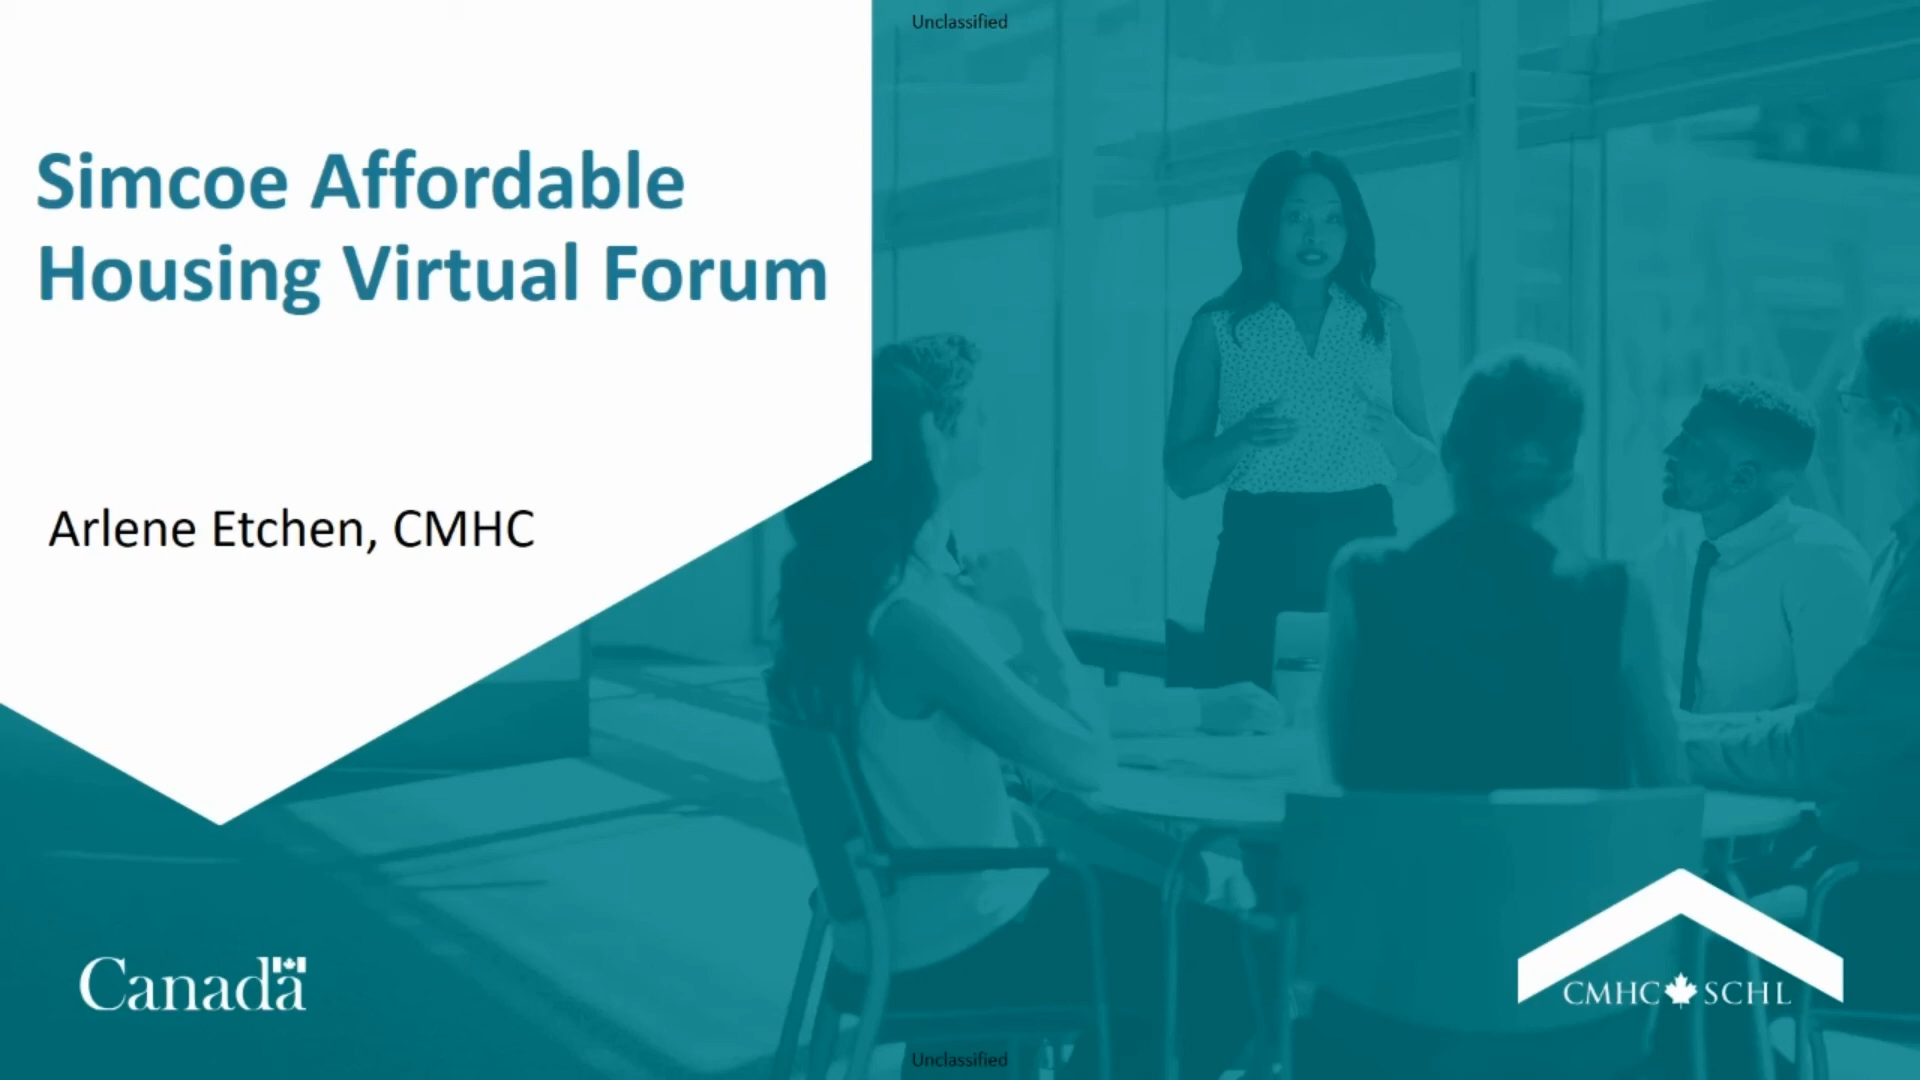 Unclassified
Simcoe Affordable
Housing Virtual Forum
Arlene Etchen, CMHC
Canada
CMHC SCHL
Unclassified